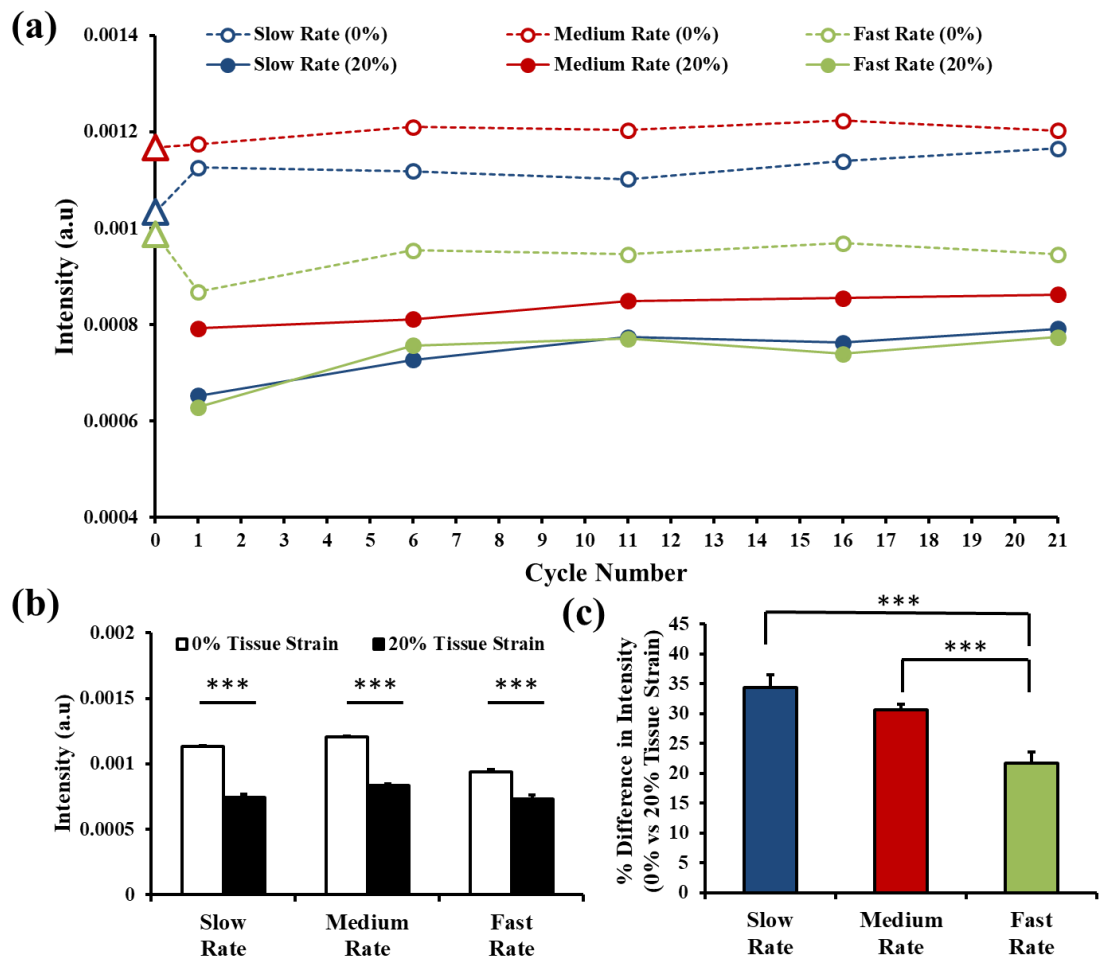 (a)
Slow Rate (0%) Medium Rate (0%) Fast Rate (0%)
Slow Rate (20%) Medium Rate (20%) Fast Rate (20%)
0.0014
0.0012
0.001
0.0008
0.0006
0.0004
Intensity (a.u)
0 1 2 3 4 5 6 7 8 9 10 11 12 13 14 15 16 17 18 19 20 21
Cycle Number
(b)
0% Tissue Strain 20% Tissue Strain
*** *** ***
0.002
0.0015
0.001
0.0005
0
Intensity (a.u)
Slow Medium Fast
Rate Rate Rate
(c)
***
***
45
40
35
30
25
20
15
10
5
0
% Difference in Intensity
(0% vs 20% Tissue Strain)
Slow Medium Fast
Rate Rate Rate